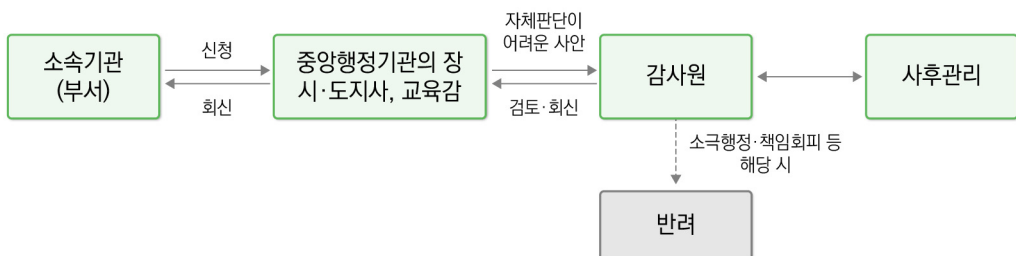 소속기관
(부서)
신청
회신
중앙행정기관의 장
시·도지사, 교육감
자체판단이
어려운 사안
검토·회신
감사원
사후관리
소극행정·책임회피 등
해당 시
반려